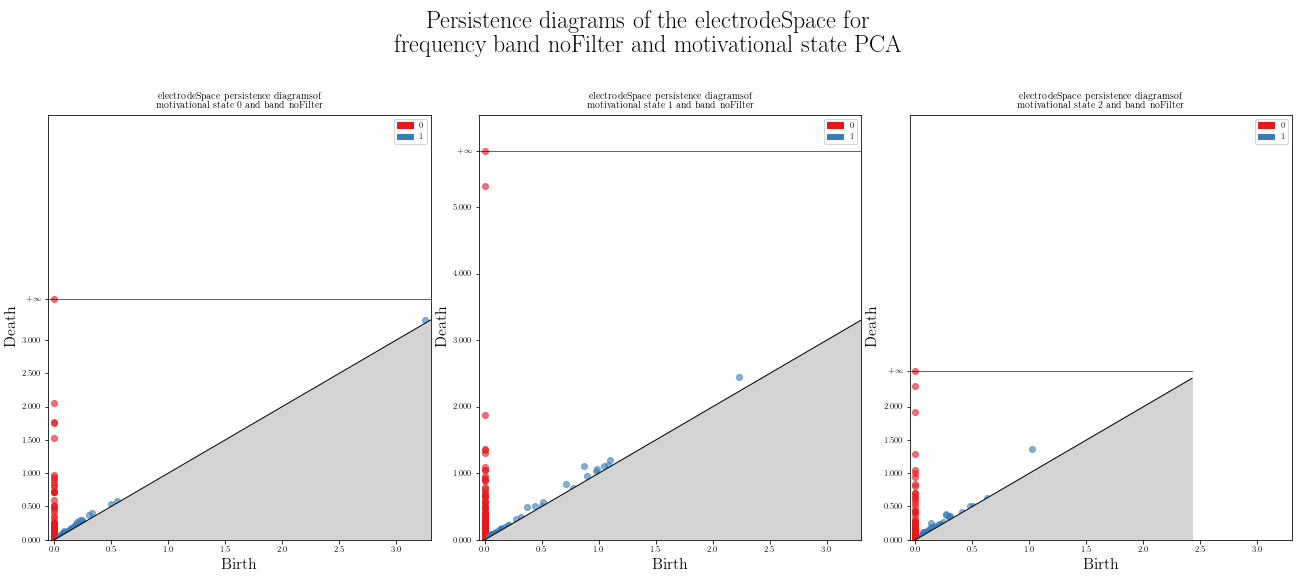 Persistence diagrams of the electrodeSpace for
frequency band noFilter and motivational state PCA
electrodeSpace persistence diagramsof
motivational state 0 and band noFilter
0
1
+∞
3.000
2.500
2.000
1.500
1.000
0.500
0.000
Death
0.0 0.5 1.0 1.5 2.0 2.5 3.0
Birth
electrodeSpace persistence diagramsof
motivational state 1 and band noFilter
0
1
+∞
5.000
4.000
3.000
2.000
1.000
0.000
Death
0.0 0.5 1.0 1.5 2.0 2.5 3.0
Birth
electrodeSpace persistence diagramsof
motivational state 2 and band noFilter
0
1
+∞
2.000
1.500
1.000
0.500
0.000
Death
0.0 0.5 1.0 1.5 2.0 2.5 3.0
Birth